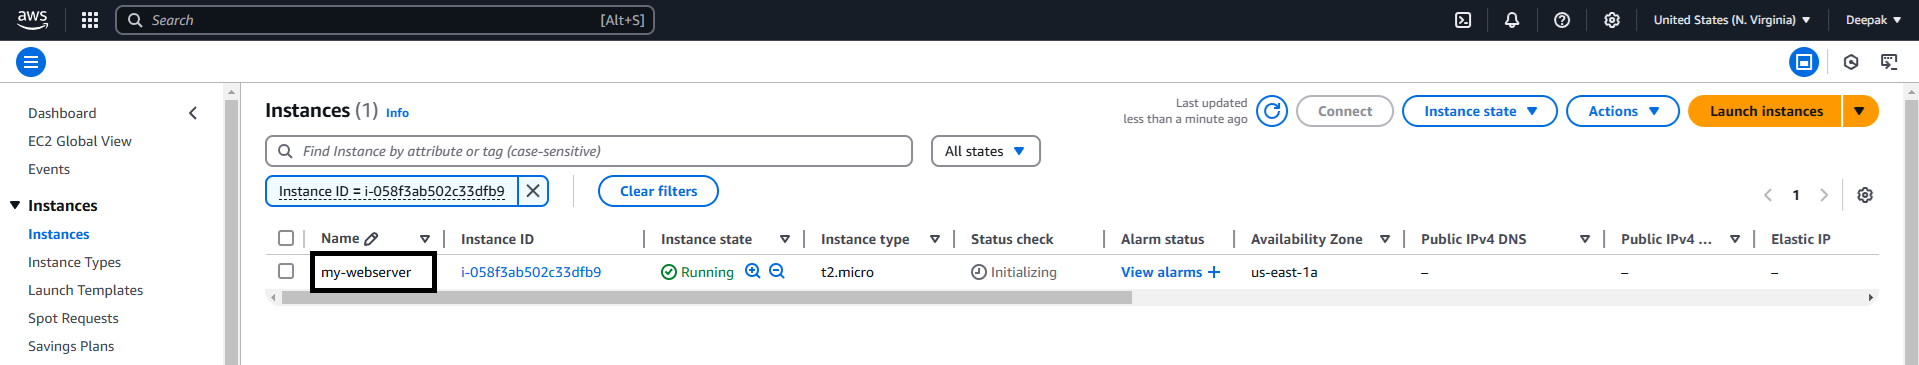 aws Search [Alt+S] United States (N. Virginia) Deepak
Dashboard
EC2 Global View
Events
Instances
Instances
Instance Types
Launch Templates
Spot Requests
Savings Plans
Instances (1) Info
Last updated
less than a minute ago
Connect Instance state Actions Launch instances
Find Instance by attribute or tag (case-sensitive) All states
Instance ID = i-058f3ab502c33dfb9 Clear filters
1
Name Instance ID Instance state Instance type Status check Alarm status Availability Zone Public IPv4 DNS Public IPv4 ... Elastic IP
my-webserver i-058f3ab502c33dfb9 Running t2.micro Initializing View alarms + us-east-1a – – –